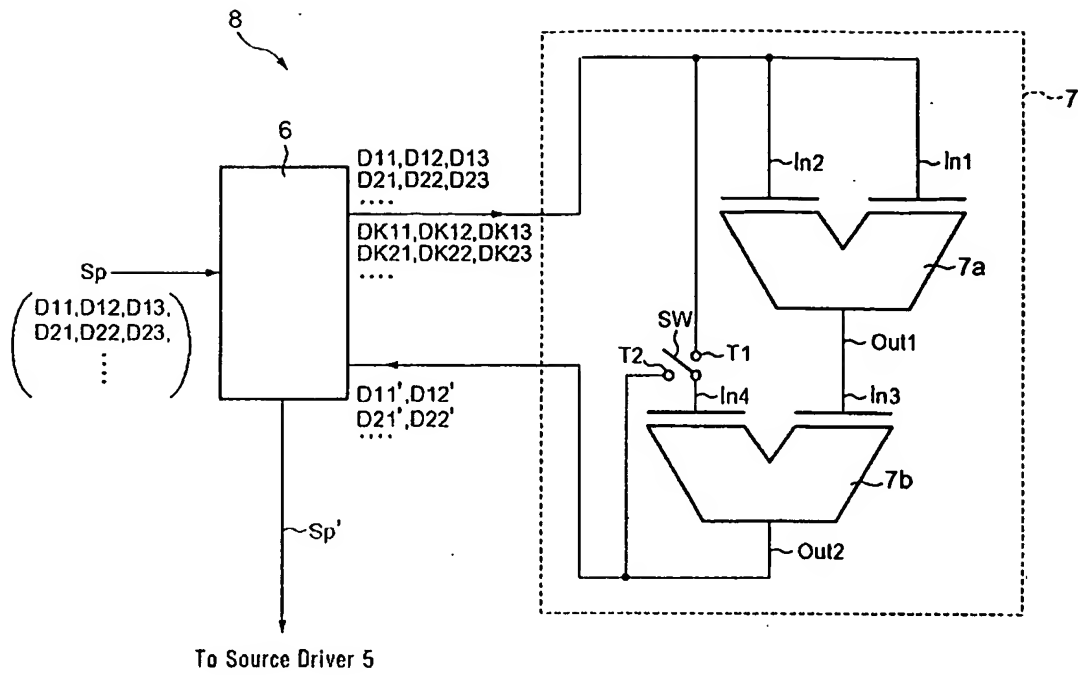 8
7
6
D11,D12,D13
D21,D22,D23
....
DK11,DK12,DK13
DK21,DK22,DK23
....
Sp
D11,D12,D13,
D21,D22,D23,
⋮
In2
In1
7a
SW
T2
T1
Out1
In4
In3
D11',D12'
D21',D22'
....
7b
Out2
Sp'
To Source Driver 5